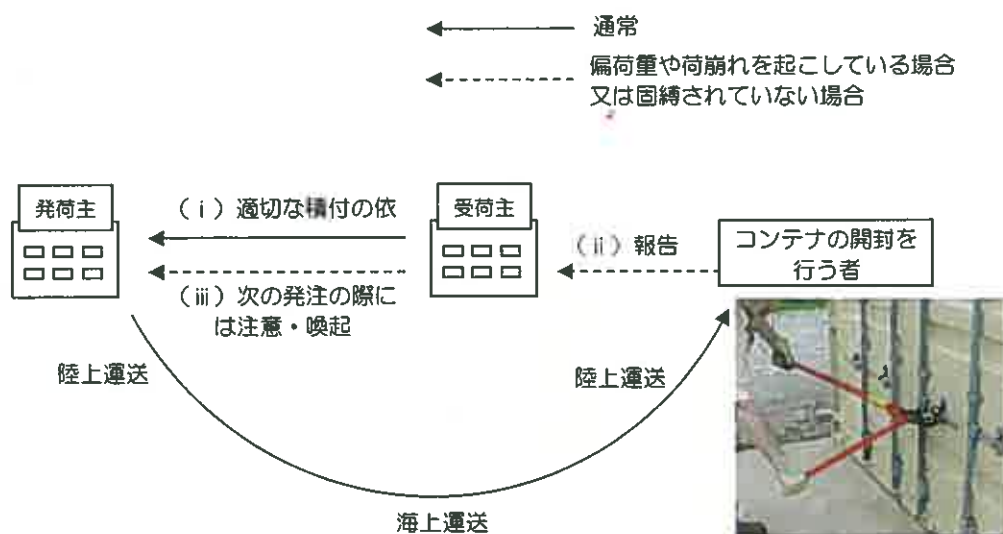 通常
偏荷重や荷崩れを起こしている場合
又は固縛されていない場合
発荷主
(ⅰ) 適切な積付の依
受荷主
(ⅱ) 報告
コンテナの開封を
行う者
(ⅲ) 次の発注の際に
は注意・喚起
陸上運送
陸上運送
海上運送